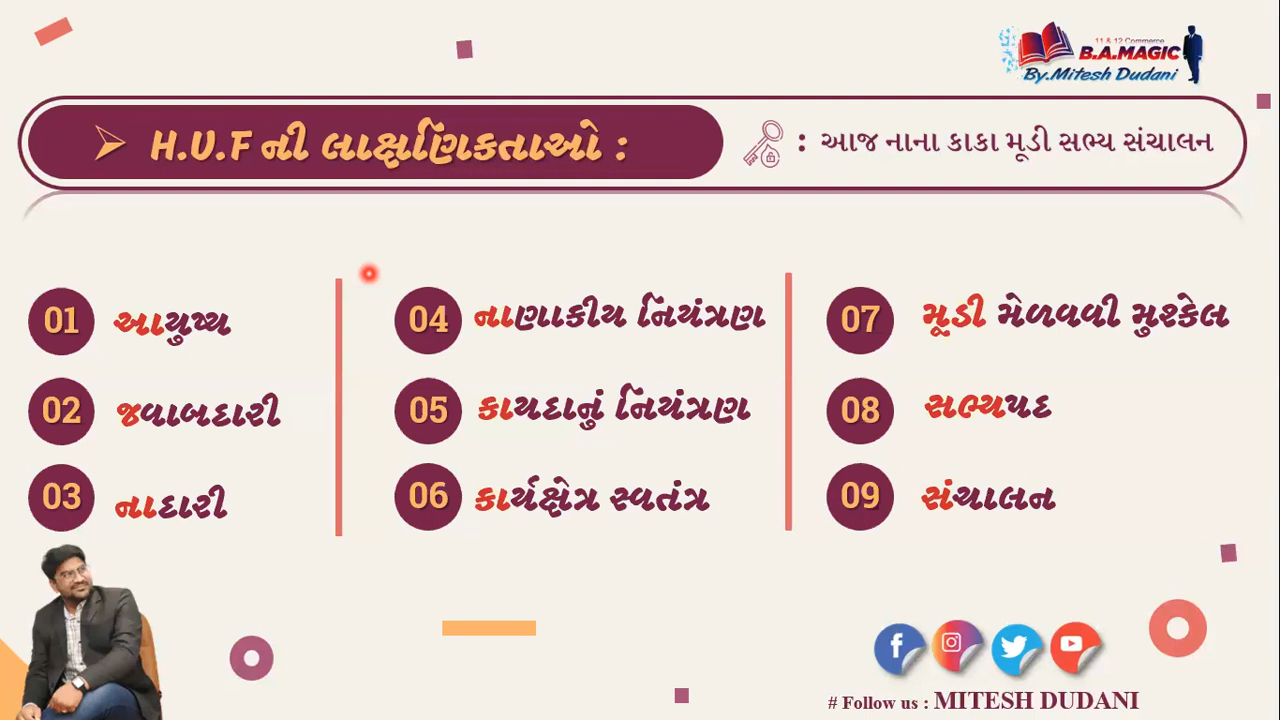 11 & 12 Commerce
B.A.MAGIC
By.Mitesh Dudani
H.U.F ની લાક્ષણિકતાઓ :
: આજ નાના કાકા મૂડી સભ્ય સંચાલન
01 આયુષ્ય
02 જવાબદારી
03 નાદારી
04 નાણાકીય નિયંત્રણ
05 કાયદાનું નિયંત્રણ
06 કાર્યક્ષેત્ર સ્વતંત્ર
07 મૂડી મેળવવી મુશ્કેલ
08 સભ્યપદ
09 સંચાલન
# Follow us : MITESH DUDANI